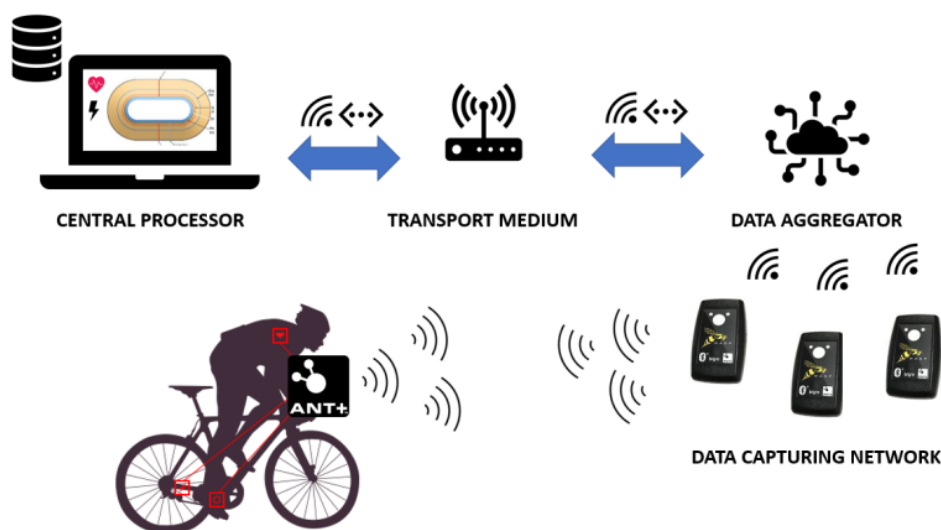 CENTRAL PROCESSOR
TRANSPORT MEDIUM
DATA AGGREGATOR
ANT+
DATA CAPTURING NETWORK